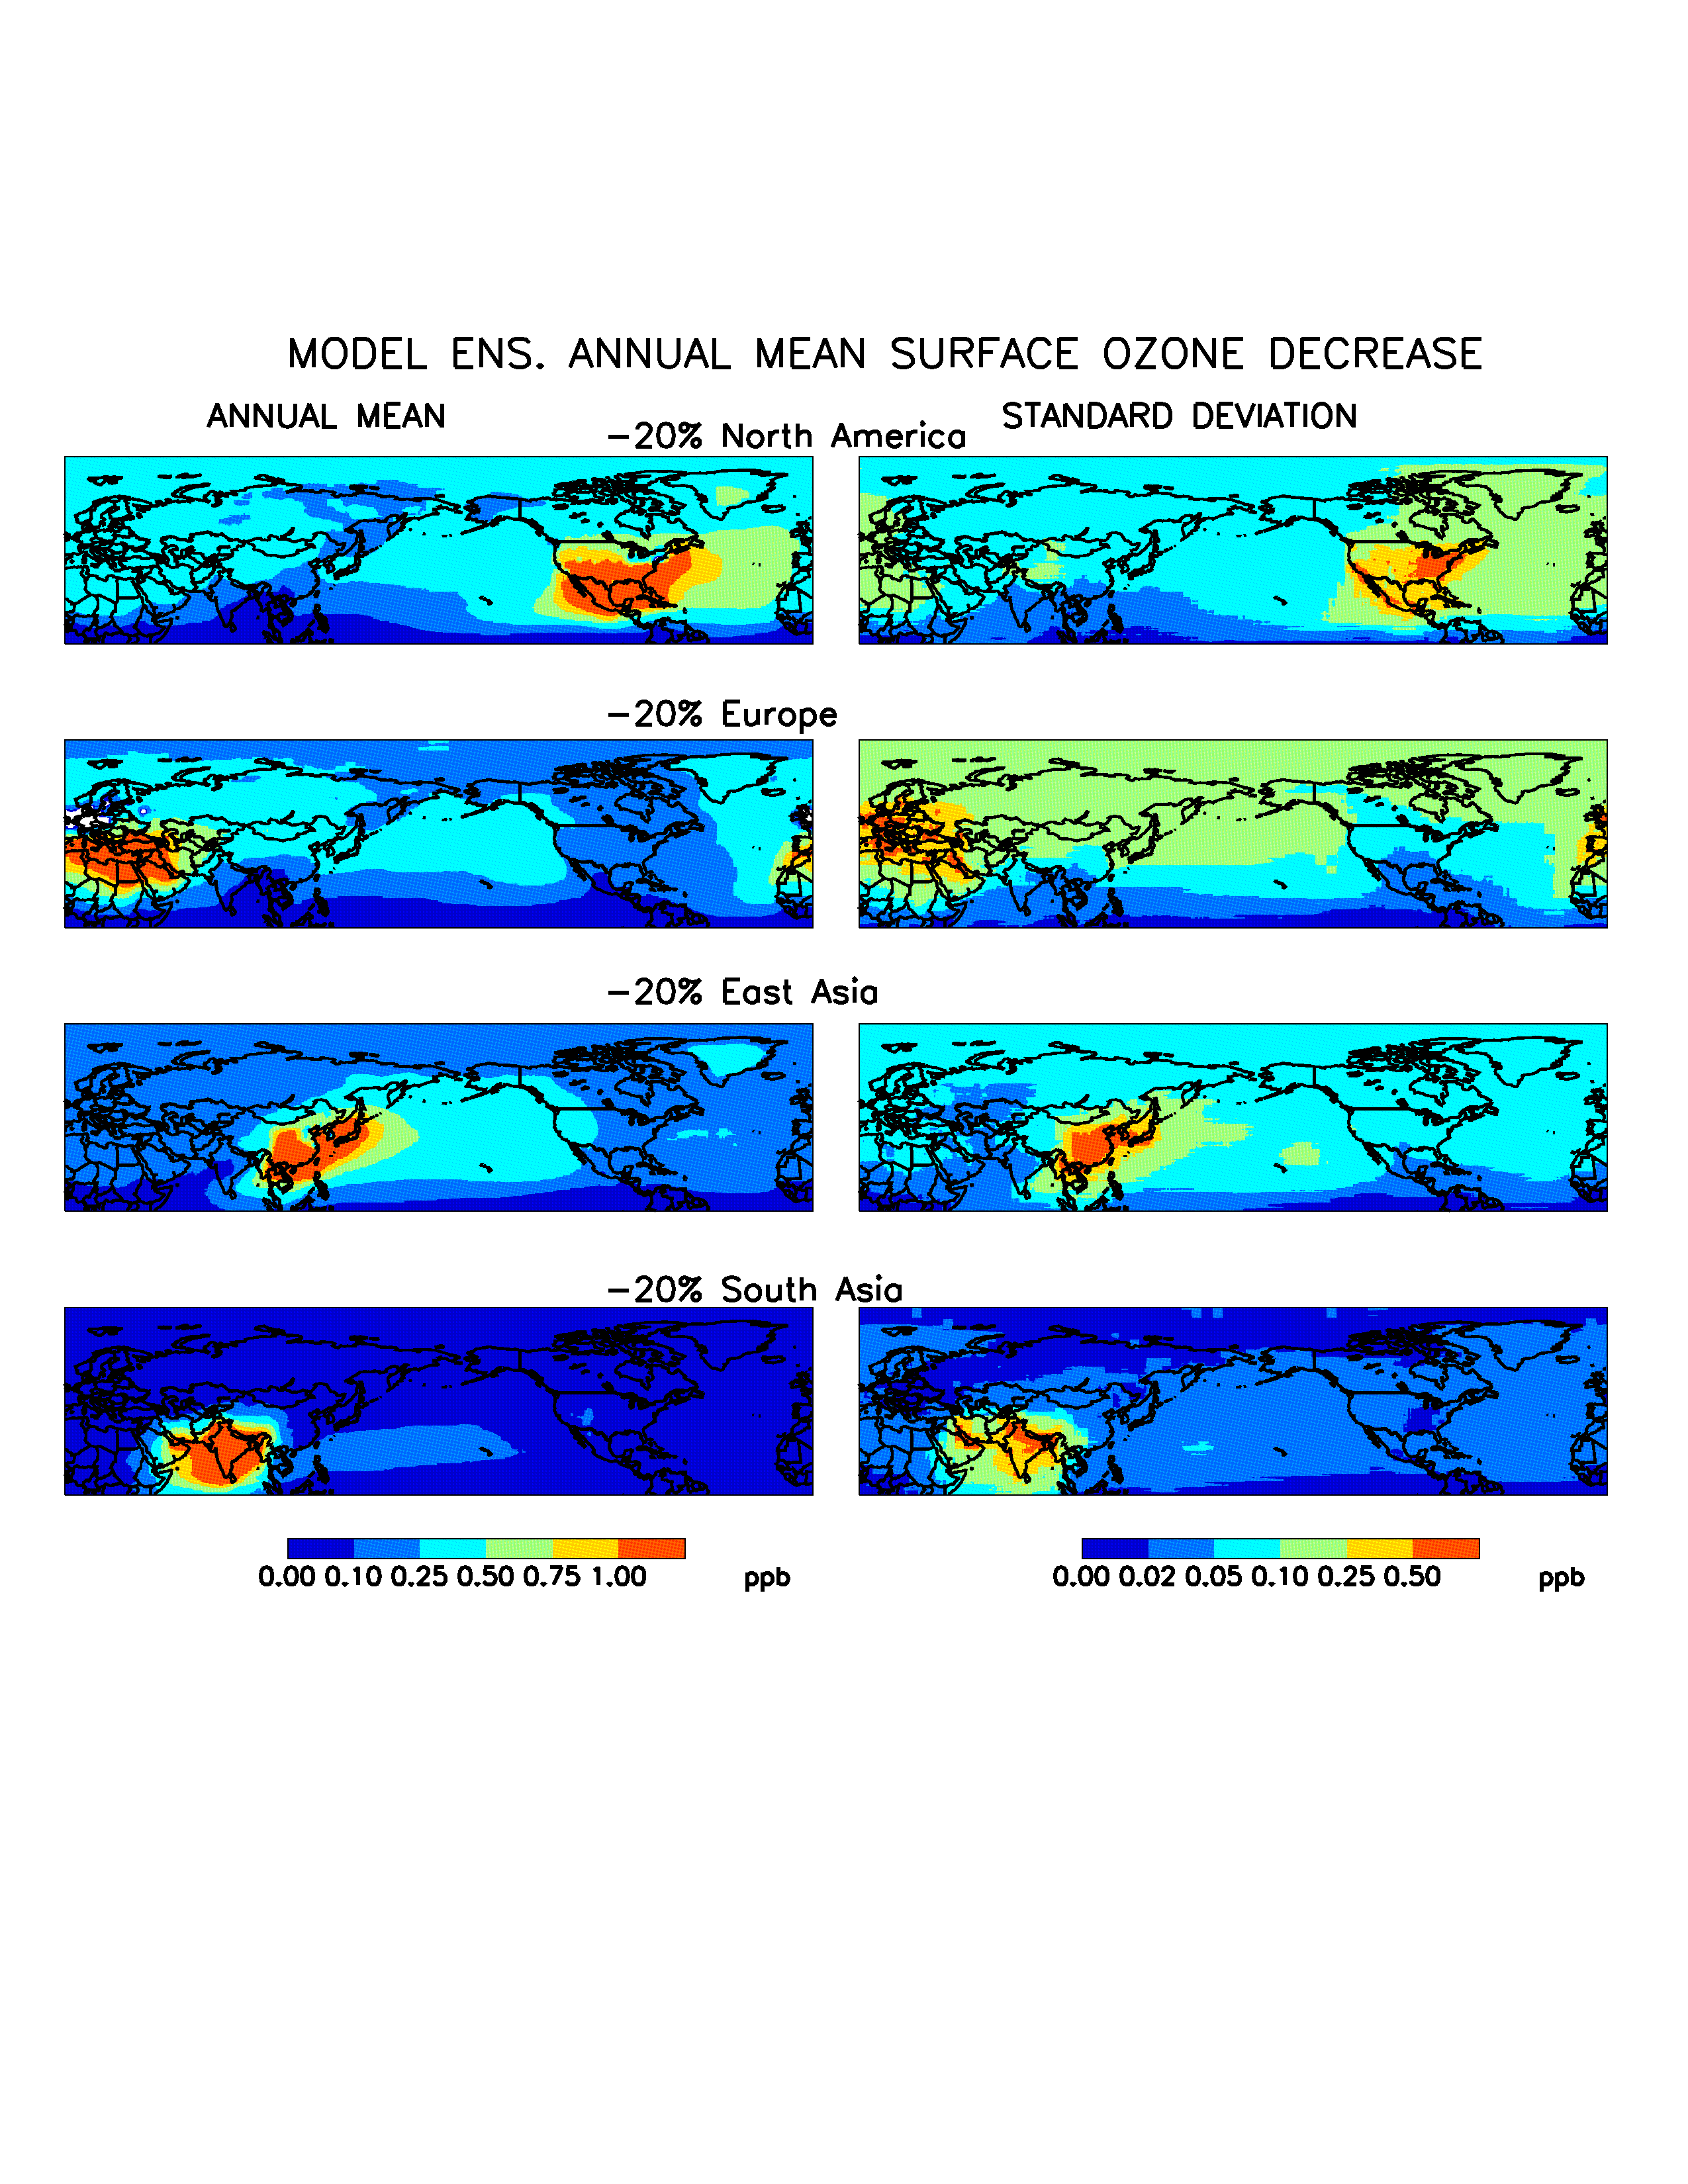 MODEL ENS. ANNUAL MEAN SURFACE OZONE DECREASE
ANNUAL MEAN
STANDARD DEVIATION
-20% North America
-20% Europe
-20% East Asia
-20% South Asia
0.00 0.10 0.25 0.50 0.75 1.00 ppb
0.00 0.02 0.05 0.10 0.25 0.50 ppb